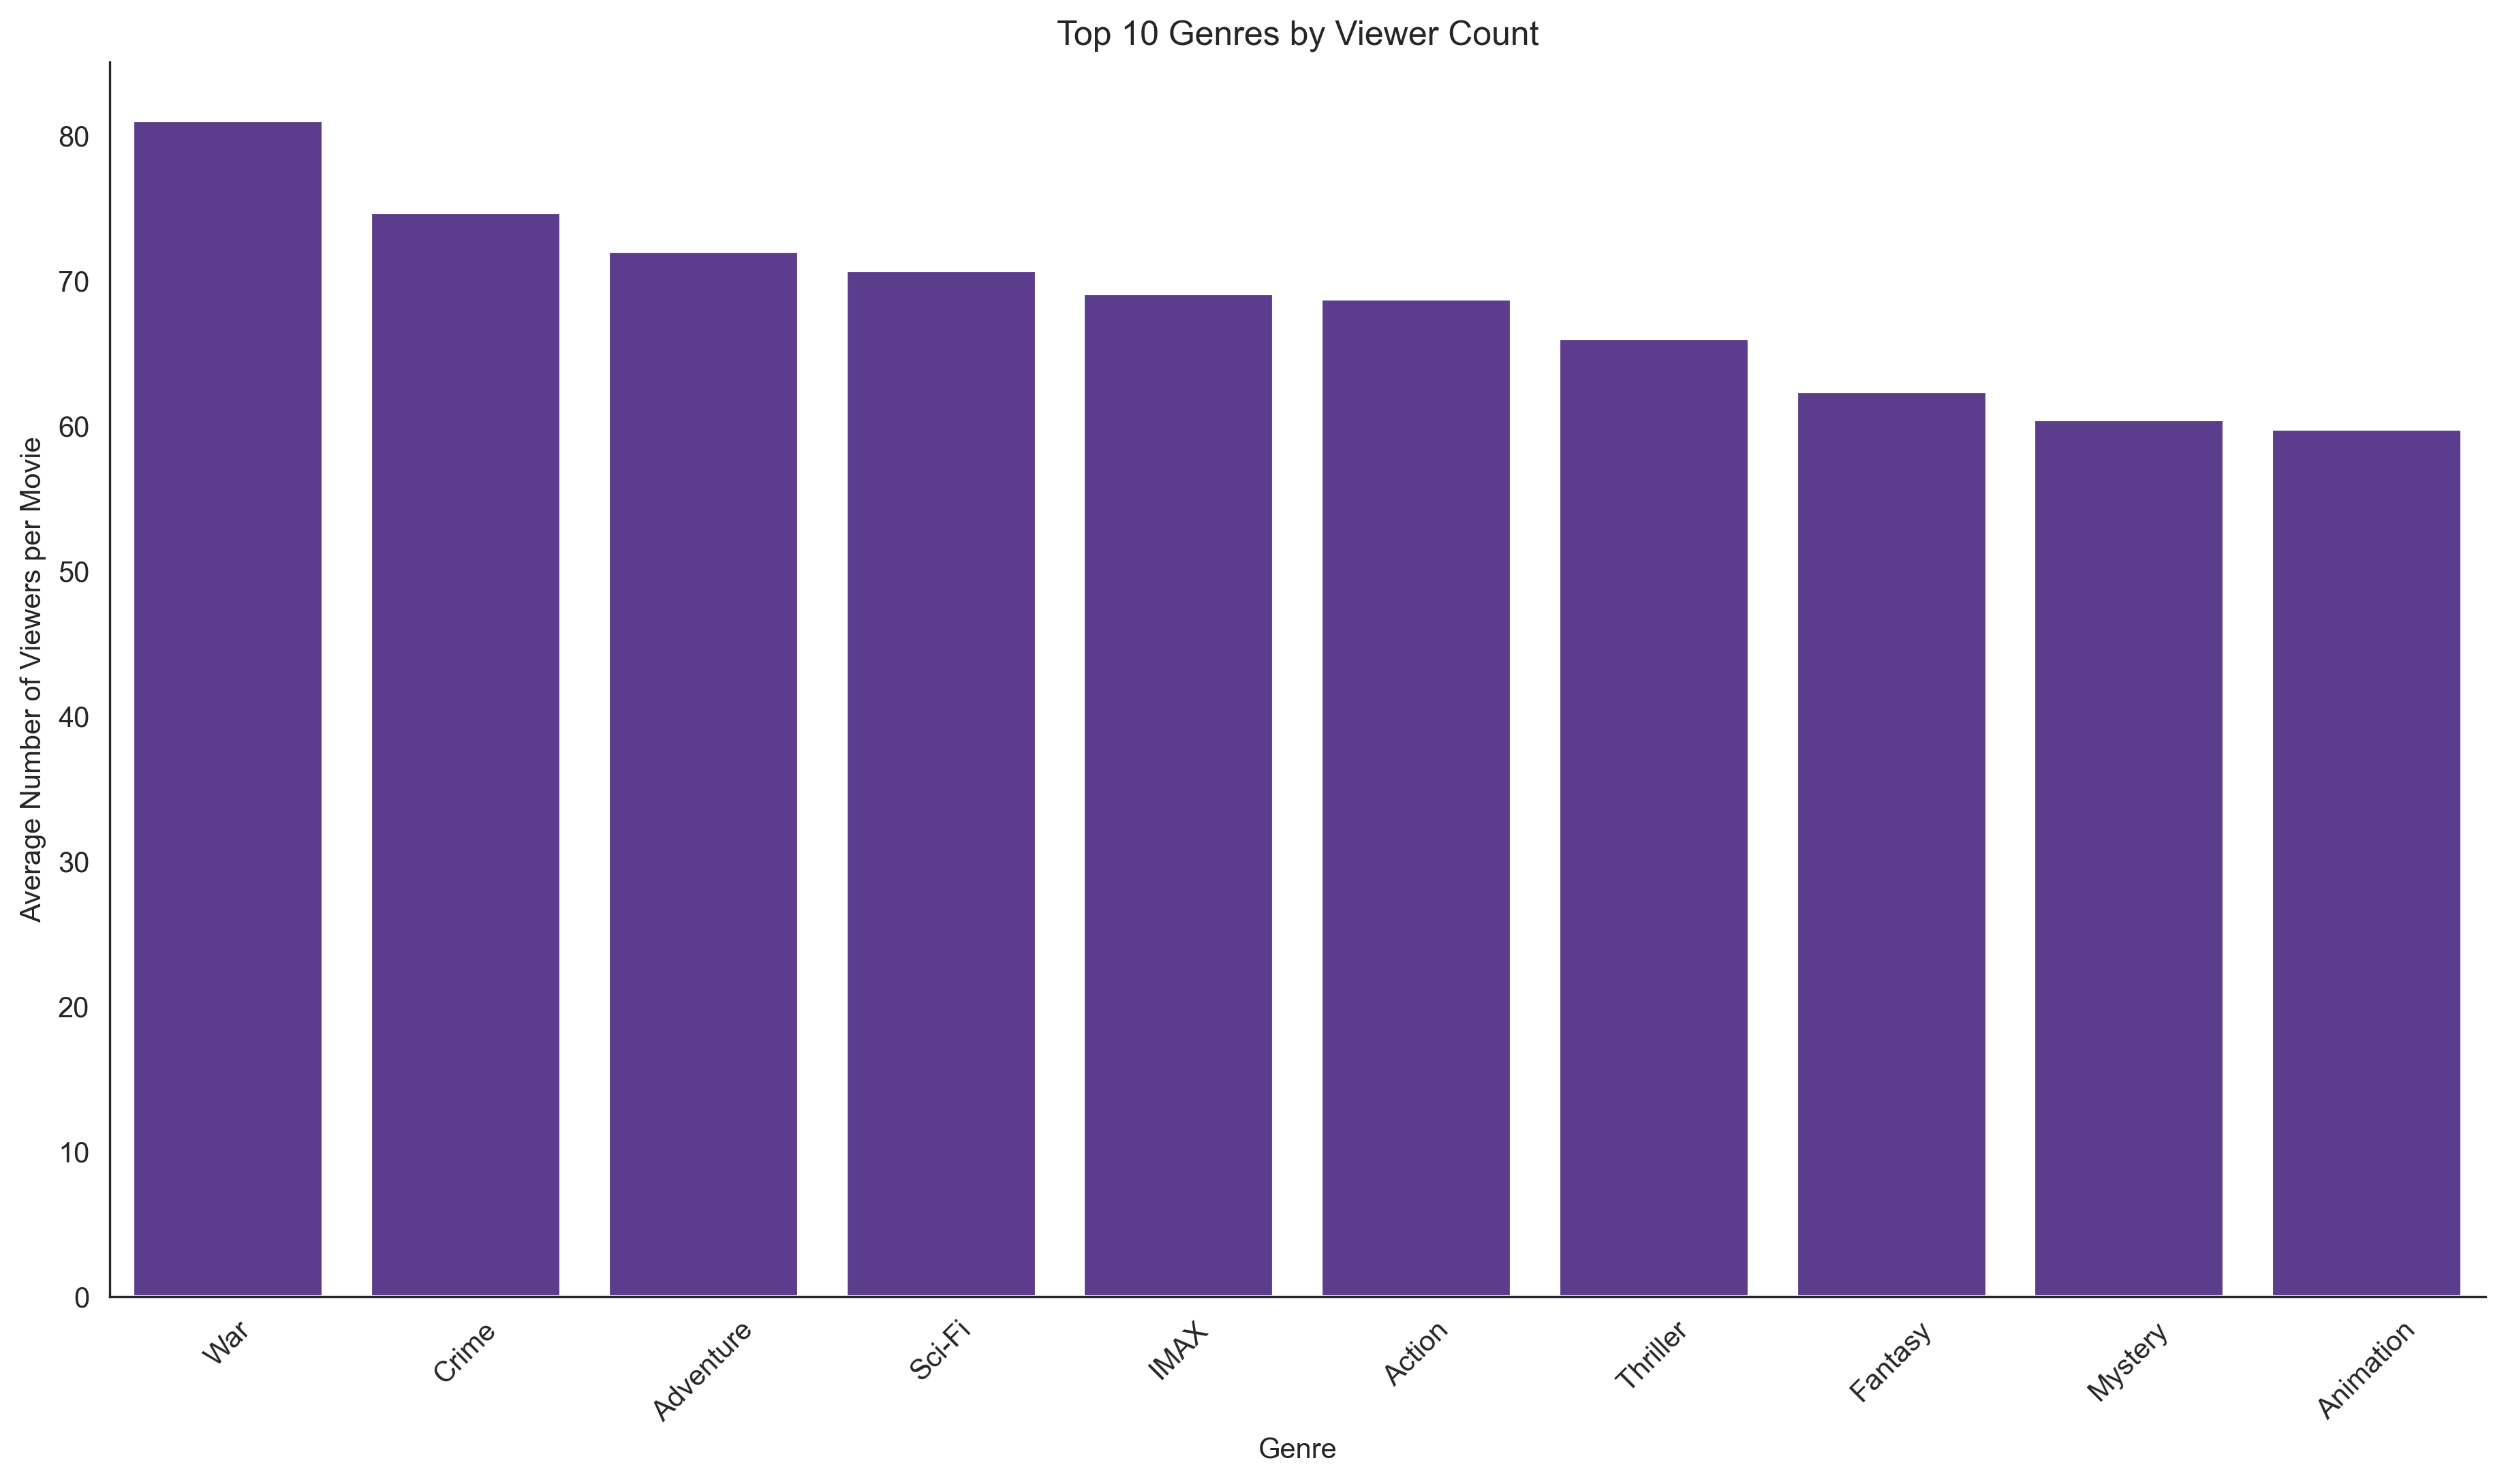 Top 10 Genres by Viewer Count
Average Number of Viewers per Movie
80
70
60
50
40
30
20
10
0
War
Crime
Adventure
Sci-Fi
IMAX
Action
Thriller
Fantasy
Mystery
Animation
Genre